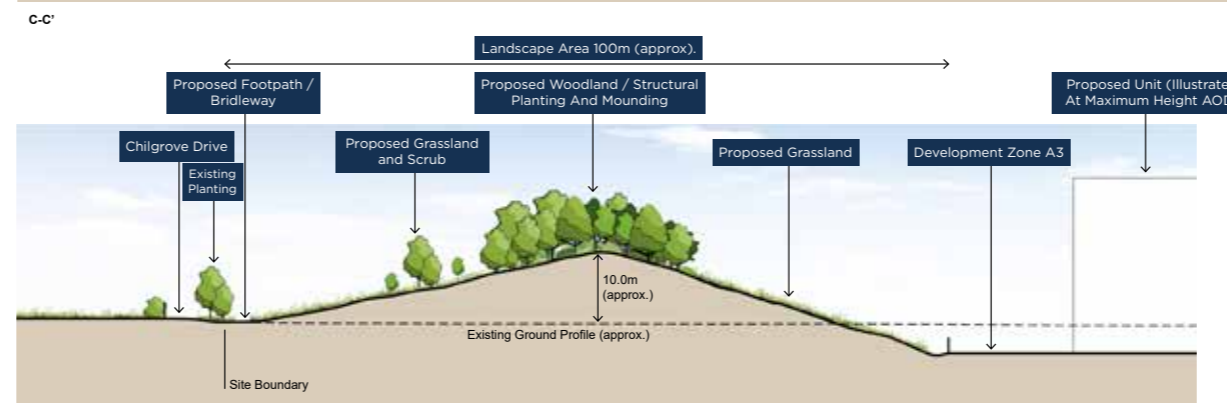 C-C'
Landscape Area 100m (approx).
Proposed Footpath /
Bridleway
Proposed Woodland / Structural
Planting And Mounding
Proposed Unit (Illustrate
At Maximum Height AOD
Chilgrove Drive
Existing
Planting
Proposed Grassland
and Scrub
Proposed Grassland
Development Zone A3
10.0m
(approx.)
Existing Ground Profile (approx.)
Site Boundary